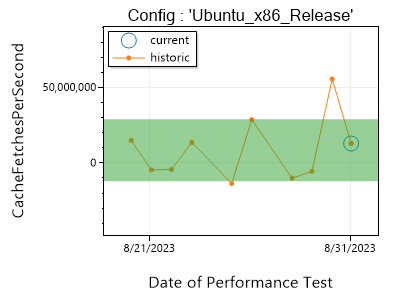 Config : 'Ubuntu_x86_Release'
current
historic
CacheFetchesPerSecond
50,000,000
0
8/21/2023
8/31/2023
Date of Performance Test